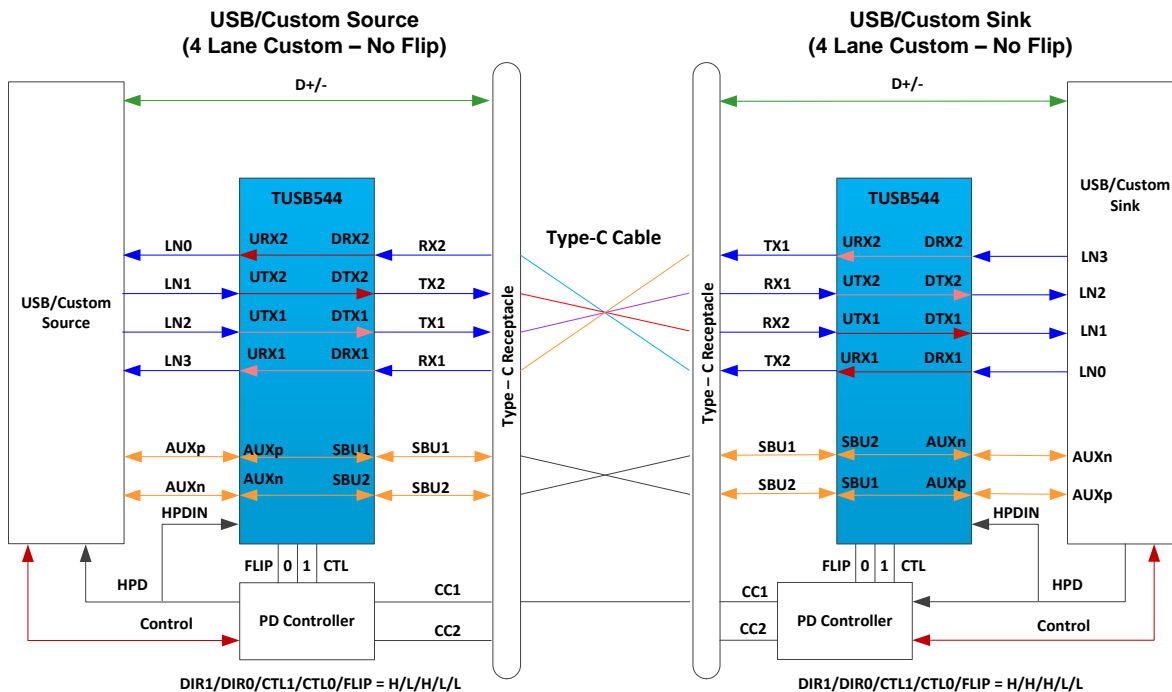 USB/Custom Source
(4 Lane Custom – No Flip)
USB/Custom Sink
(4 Lane Custom – No Flip)
D+/-
D+/-
TUSB544
TUSB544
USB/Custom
Sink
USB/Custom
Source
Type-C Cable
Type – C Receptacle
Type – C Receptacle
LN0
URX2
DRX2
RX2
TX1
URX2
DRX2
LN3
LN1
UTX2
DTX2
TX2
RX1
UTX2
DTX2
LN2
LN2
UTX1
DTX1
TX1
RX2
UTX1
DTX1
LN1
LN3
URX1
DRX1
RX1
TX2
URX1
DRX1
LN0
AUXp
AUXp
SBU1
SBU1
SBU1
SBU2
AUXn
AUXn
AUXn
AUXn
SBU2
SBU2
SBU2
SBU1
AUXp
AUXp
HPDIN
HPDIN
FLIP
0
1
CTL
FLIP
0
1
CTL
HPD
HPD
PD Controller
PD Controller
CC1
CC1
CC2
CC2
Control
Control
DIR1/DIR0/CTL1/CTL0/FLIP = H/L/H/L/L
DIR1/DIR0/CTL1/CTL0/FLIP = H/H/H/L/L